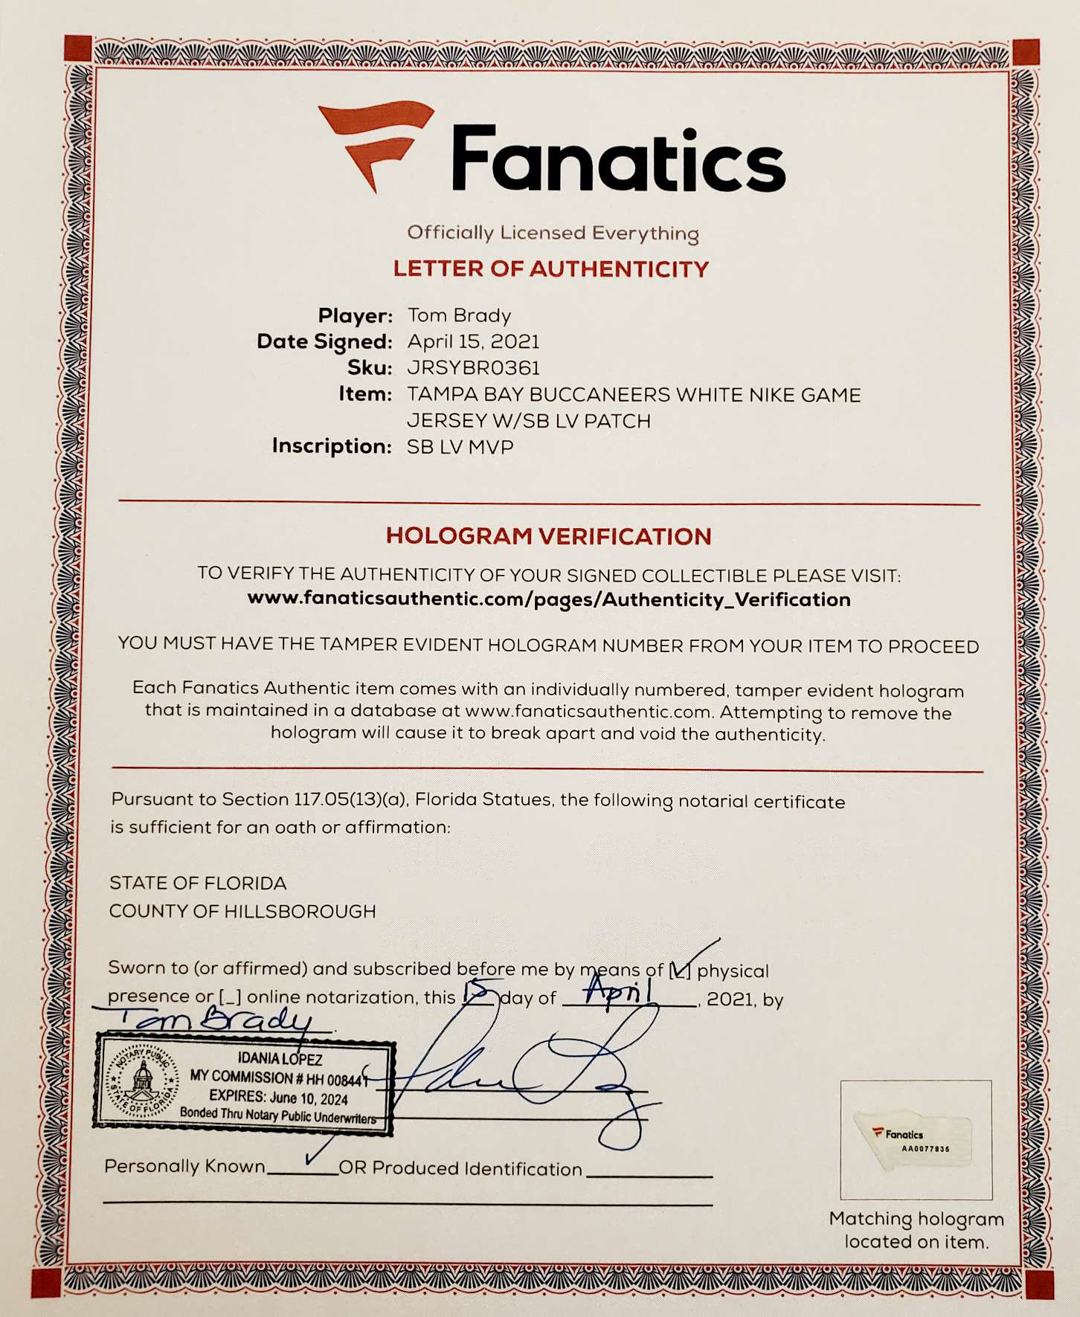 Fanatics
Officially Licensed Everything
LETTER OF AUTHENTICITY
Player: Tom Brady
Date Signed: April 15, 2021
Sku: JRSYBR0361
Item: TAMPA BAY BUCCANEERS WHITE NIKE GAME
JERSEY W/SB LV PATCH
Inscription: SB LV MVP
HOLOGRAM VERIFICATION
TO VERIFY THE AUTHENTICITY OF YOUR SIGNED COLLECTIBLE PLEASE VISIT:
www.fanaticsauthentic.com/pages/Authenticity_Verification
YOU MUST HAVE THE TAMPER EVIDENT HOLOGRAM NUMBER FROM YOUR ITEM TO PROCEED
Each Fanatics Authentic item comes with an individually numbered, tamper evident hologram
that is maintained in a database at www.fanaticsauthentic.com. Attempting to remove the
hologram will cause it to break apart and void the authenticity.
Pursuant to Section 117.05(13)(a), Florida Statues, the following notarial certificate
is sufficient for an oath or affirmation:
STATE OF FLORIDA
COUNTY OF HILLSBOROUGH
Sworn to (or affirmed) and subscribed before me by means of [✓] physical
presence or [_] online notarization, this 15 day of April, 2021, by
Tom Brady
NOTARY PUBLIC
STATE OF FLORIDA
IDANIA LOPEZ
MY COMMISSION # HH 008441
EXPIRES: June 10, 2024
Bonded Thru Notary Public Underwriters
Personally Known ✓ OR Produced Identification
Fanatics
AA0077835
Matching hologram
located on item.